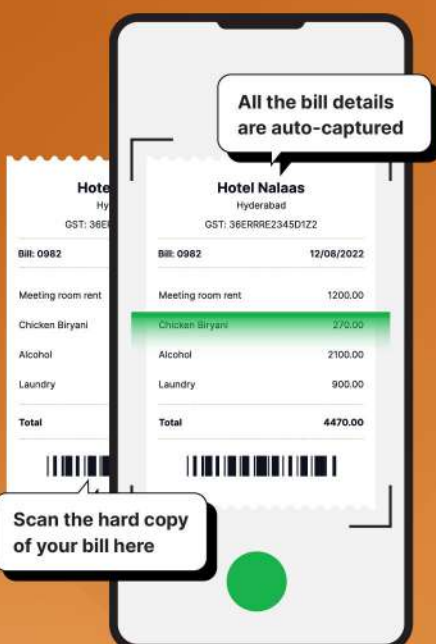 All the bill details
are auto-captured
Hote
Hy
GST: 36E
Bill: 0982
Meeting room rent
Chicken Biryani
Alcohol
Laundry
Total
Hotel Nalaas
Hyderabad
GST: 36ERRRE2345D1Z2
Bill: 0982 12/08/2022
Meeting room rent 1200.00
Chicken Biryani 270.00
Alcohol 2100.00
Laundry 900.00
Total 4470.00
Scan the hard copy
of your bill here